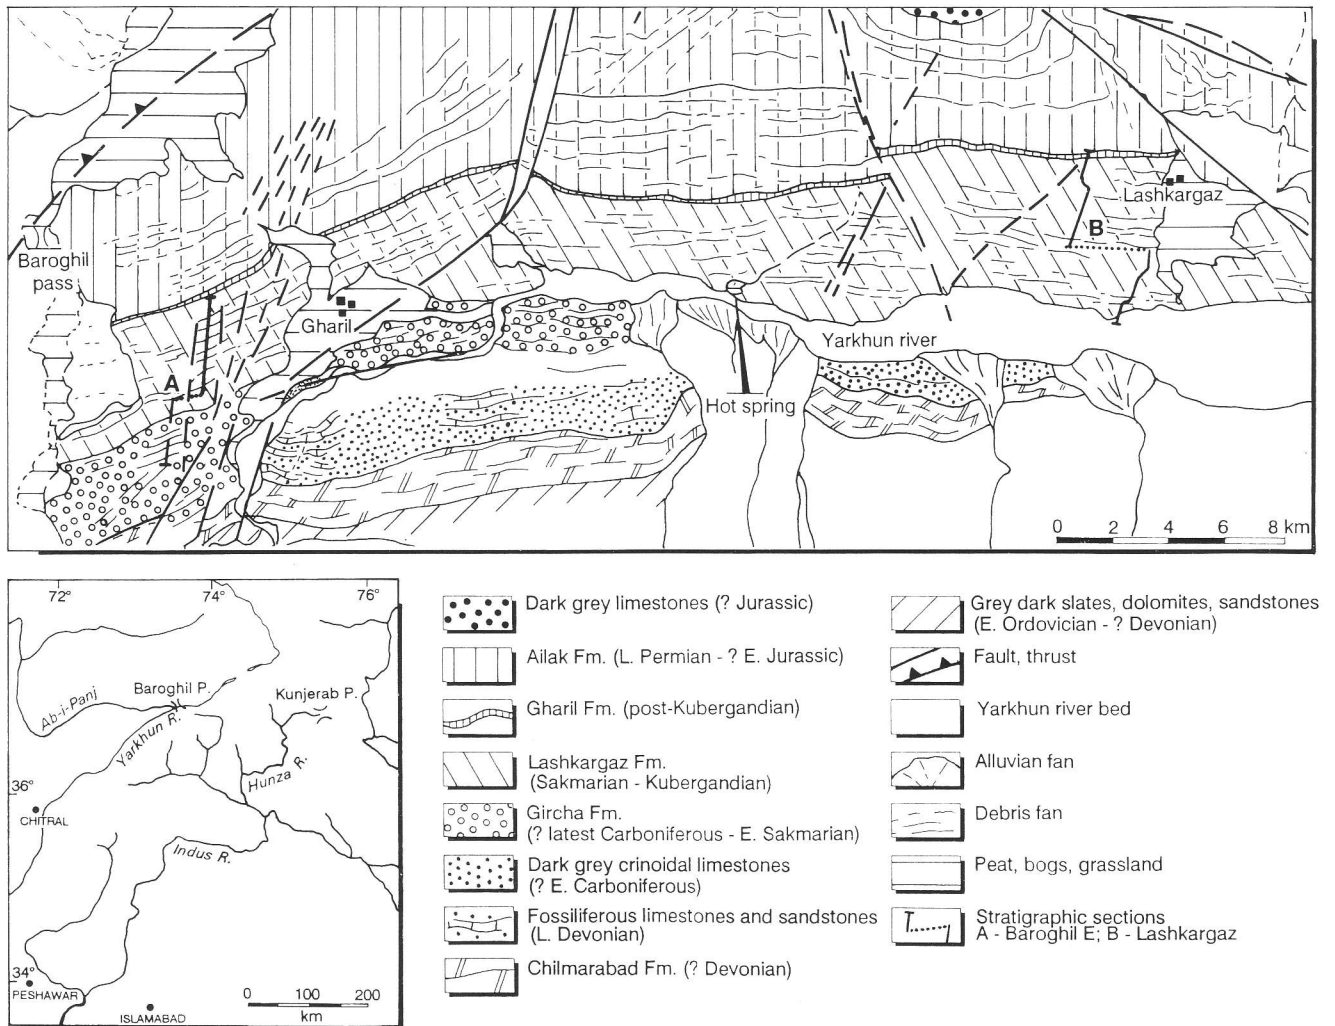 Baroghil
pass
Gharil
A
Lashkargaz
B
Yarkhun river
Hot spring
0 2 4 6 8 km
72° 74° 76°
Baroghil P.
Kunjerab P.
Ab-i-Panj
Yarkhun R.
Hunza R.
36°
CHITRAL
Indus R.
34°
PESHAWAR
ISLAMABAD
0 100 200
km
Dark grey limestones (? Jurassic)
Ailak Fm. (L. Permian - ? E. Jurassic)
Gharil Fm. (post-Kubergandian)
Lashkargaz Fm.
(Sakmarian - Kubergandian)
Gircha Fm.
(? latest Carboniferous - E. Sakmarian)
Dark grey crinoidal limestones
(? E. Carboniferous)
Fossiliferous limestones and sandstones
(L. Devonian)
Chilmarabad Fm. (? Devonian)
Grey dark slates, dolomites, sandstones
(E. Ordovician - ? Devonian)
Fault, thrust
Yarkhun river bed
Alluvian fan
Debris fan
Peat, bogs, grassland
Stratigraphic sections
A - Baroghil E; B - Lashkargaz